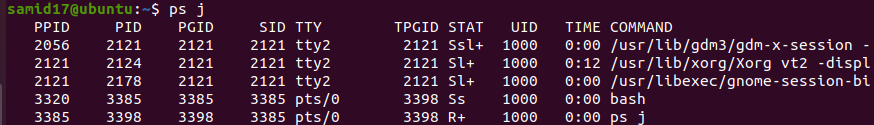 samid17@ubuntu:~$ ps j
PPID PID PGID SID TTY TPGID STAT UID TIME COMMAND
2056 2121 2121 2121 tty2 2121 Ssl+ 1000 0:00 /usr/lib/gdm3/gdm-x-session -
2121 2124 2121 2121 tty2 2121 Sl+ 1000 0:12 /usr/lib/xorg/Xorg vt2 -displ
2121 2178 2121 2121 tty2 2121 Sl+ 1000 0:00 /usr/libexec/gnome-session-bi
3320 3385 3385 3385 pts/0 3398 Ss 1000 0:00 bash
3385 3398 3398 3385 pts/0 3398 R+ 1000 0:00 ps j